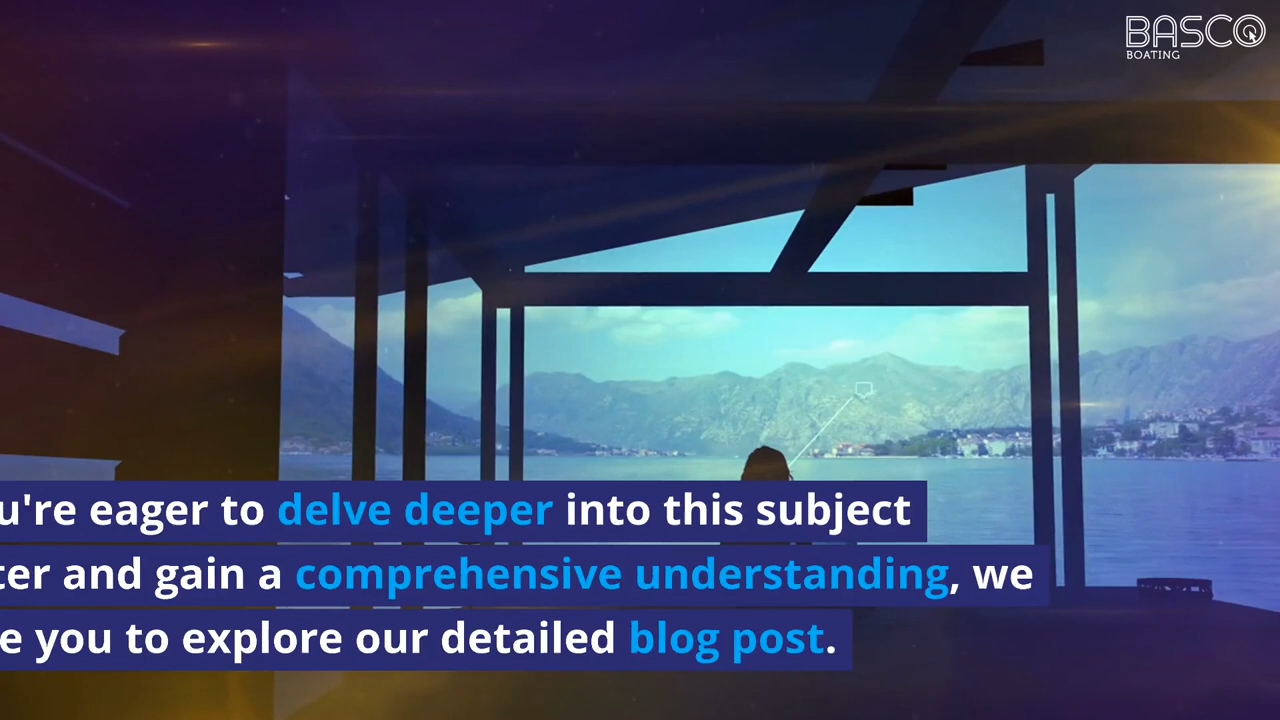 BASCO
BOATING
u're eager to delve deeper into this subject
ter and gain a comprehensive understanding, we
e you to explore our detailed blog post.